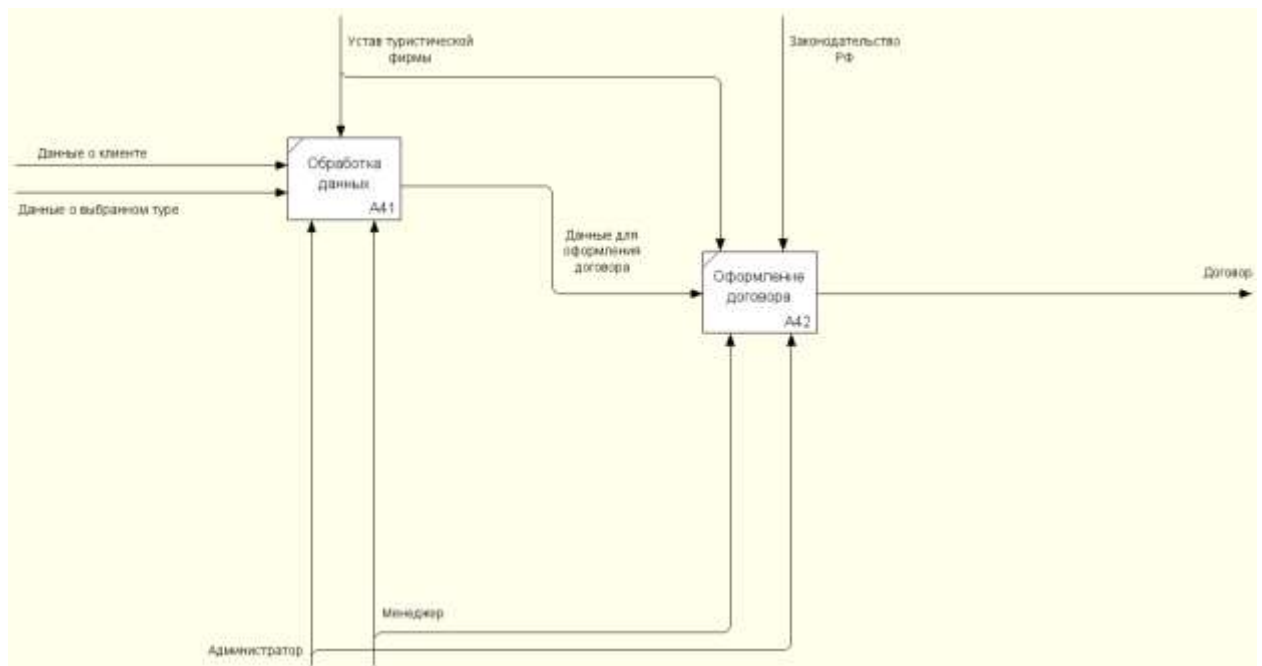 Устав туристической
фирмы
Законодательство
РФ
Данные о клиенте
Обработка
данных
A41
Данные о выбранном туре
Данные для
оформления
договора
Оформление
договора
A42
Договор
Менеджер
Администратор